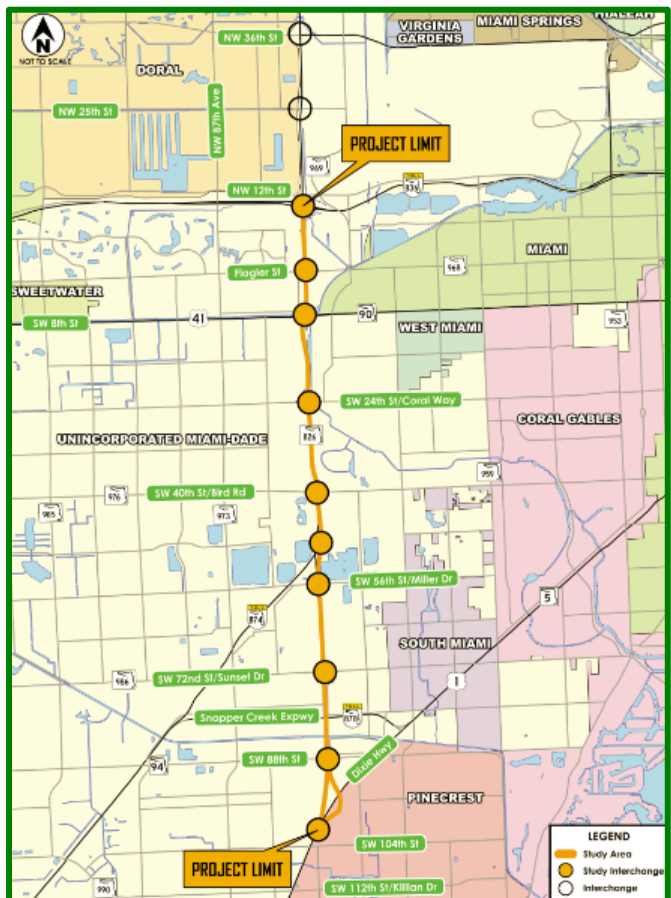 N
NOT TO SCALE
NW 36th St
VIRGINIA
GARDENS
MIAMI SPRINGS
HIALEAH
DORAL
NW 25th St
NW 87th Ave
PROJECT LIMIT
969
TOLL
836
NW 12th St
MIAMI
Flagler St
968
SWEETWATER
SW 8th St
41
90
953
WEST MIAMI
SW 24th St/Coral Way
CORAL GABLES
826
UNINCORPORATED MIAMI-DADE
959
SW 40th St/Bird Rd
976
985
973
SW 56th St/Miller Dr
5
874
SOUTH MIAMI
SW 72nd St/Sunset Dr
986
1
Snapper Creek Expwy
TOLL
878
SW 88th St
94
Dixie Hwy
PINECREST
LEGEND
Study Area
SW 104th St
Study Interchange
PROJECT LIMIT
Interchange
990
SW 112th St/Killian Dr